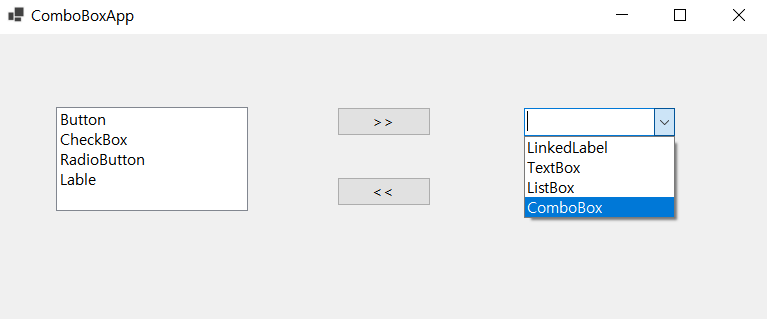 ComboBoxApp
Button
CheckBox
RadioButton
Lable
>>
<<
LinkedLabel
TextBox
ListBox
ComboBox